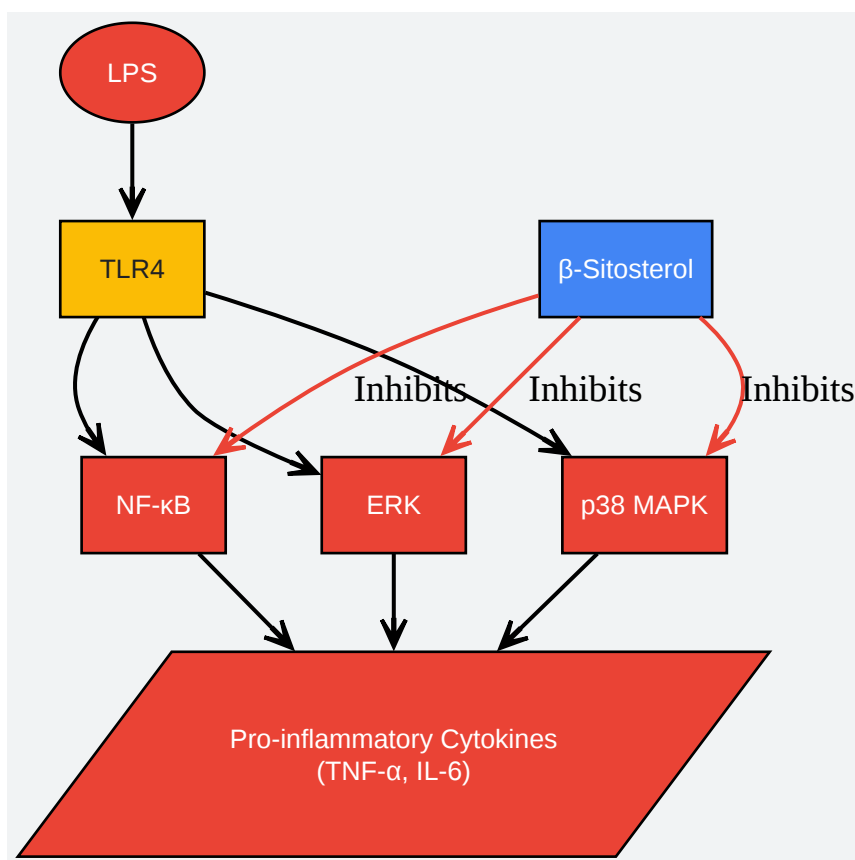 LPS
TLR4
β-Sitosterol
Inhibits
Inhibits
Inhibits
NF-κB
ERK
p38 MAPK
Pro-inflammatory Cytokines
(TNF-α, IL-6)